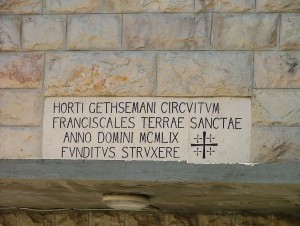 HORTI GETHSEMANI CIRCVITVM
FRANCISCALES TERRAE SANCTAE
ANNO DOMINI MCMLIX
FVNDITVS STRVXERE